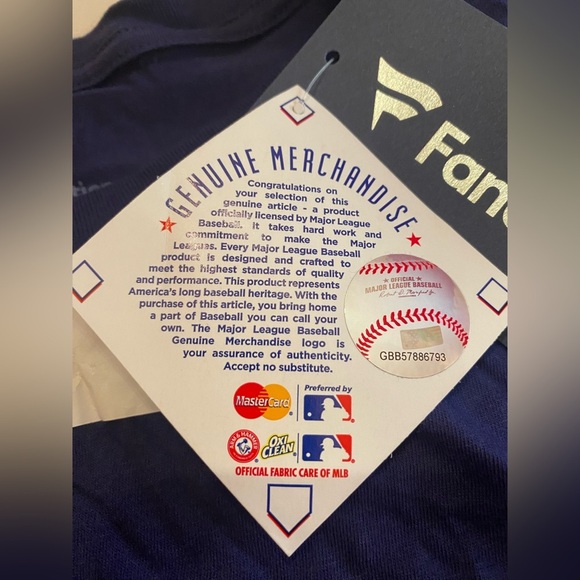 Fana
GENUINE MERCHANDISE
Congratulations on
your selection of this
genuine article - a product
officially licensed by Major League
Baseball. It takes hard work and
commitment to make the Major
Leagues. Every Major League Baseball
product is designed and crafted to
meet the highest standards of quality
and performance. This product represents
America's long baseball heritage. With the
purchase of this article, you bring home
a part of Baseball you can call your
own. The Major League Baseball
Genuine Merchandise logo is
your assurance of authenticity.
Accept no substitute.
OFFICIAL
MAJOR LEAGUE BASEBALL
GBB57886793
MasterCard
Preferred by
ARM & HAMMER
OXI
CLEAN
OFFICIAL FABRIC CARE OF MLB